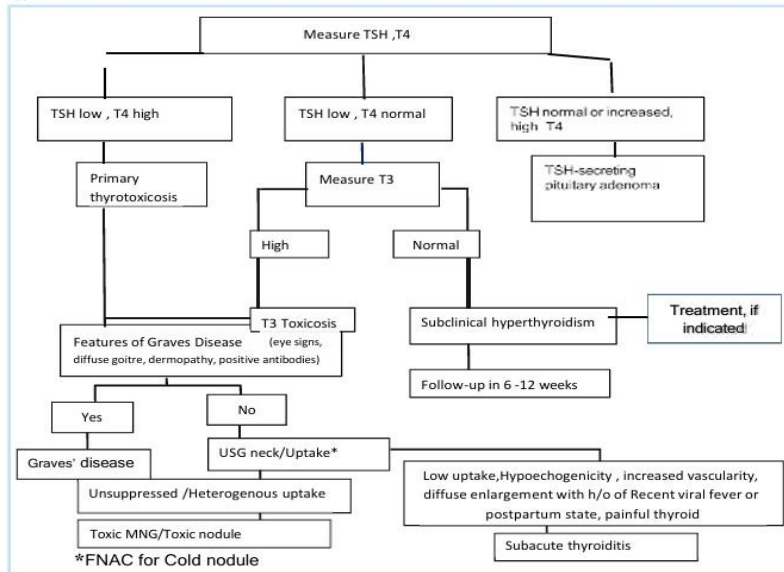 Measure TSH ,T4
TSH low , T4 high
TSH low , T4 normal
TSH normal or increased,
high T4
Primary
thyrotoxicosis
Measure T3
TSH-secreting
pituitary adenoma
High
Normal
T3 Toxicosis
Subclinical hyperthyroidism
Treatment, if
indicated
Features of Graves Disease (eye signs,
diffuse goitre, dermopathy, positive antibodies)
Follow-up in 6 -12 weeks
Yes
No
Graves' disease
USG neck/Uptake*
Low uptake,Hypoechogenicity , increased vascularity,
diffuse enlargement with h/o of Recent viral fever or
postpartum state, painful thyroid
Unsuppressed /Heterogenous uptake
Toxic MNG/Toxic nodule
Subacute thyroiditis
*FNAC for Cold nodule